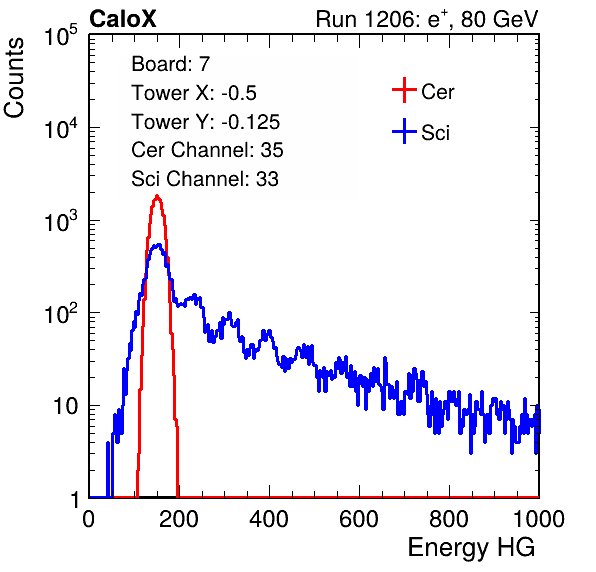 CaloX Run 1206: e⁺, 80 GeV
Counts
10⁵
10⁴
10³
10²
10
1
Board: 7
Tower X: -0.5
Tower Y: -0.125
Cer Channel: 35
Sci Channel: 33
Cer
Sci
0 200 400 600 800 1000
Energy HG